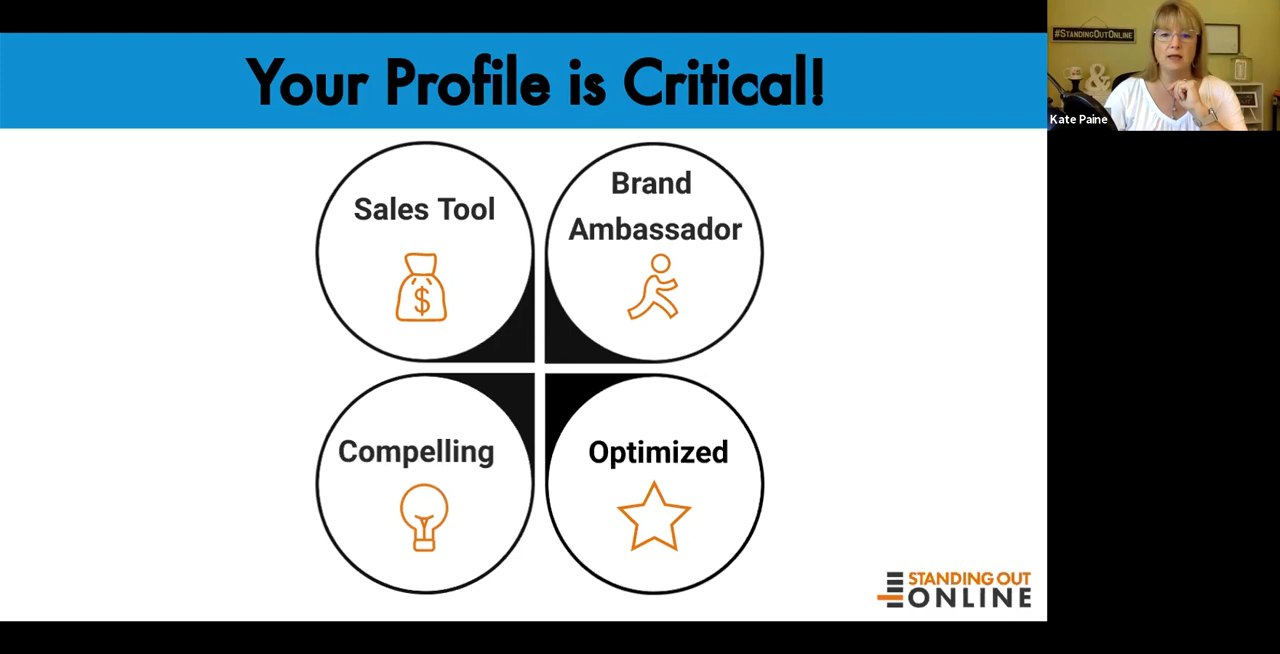 Your Profile is Critical!
#STANDINGOUTONLINE
Kate Paine
Sales Tool
$
Brand
Ambassador
Compelling
Optimized
STANDING OUT
ONLINE